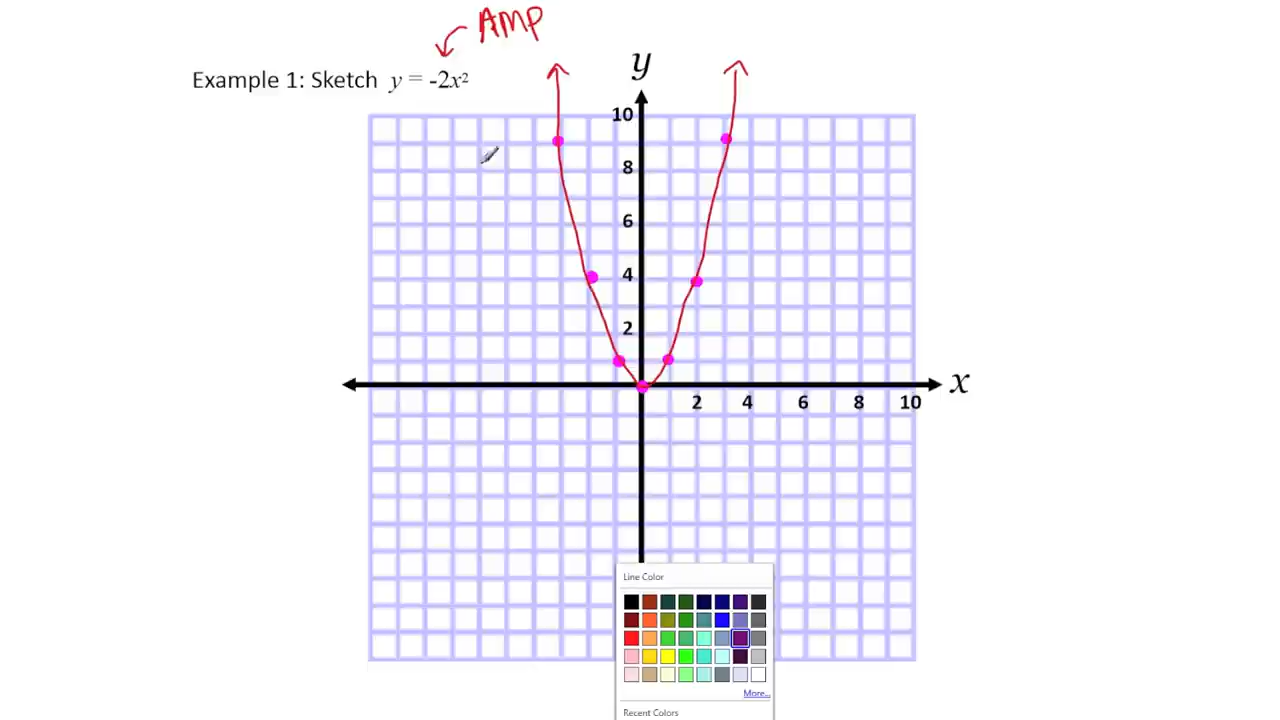 AMP
Example 1: Sketch y = -2x²
y
10
8
6
4
2
x
2 4 6 8 10
Line Color
More...
Recent Colors